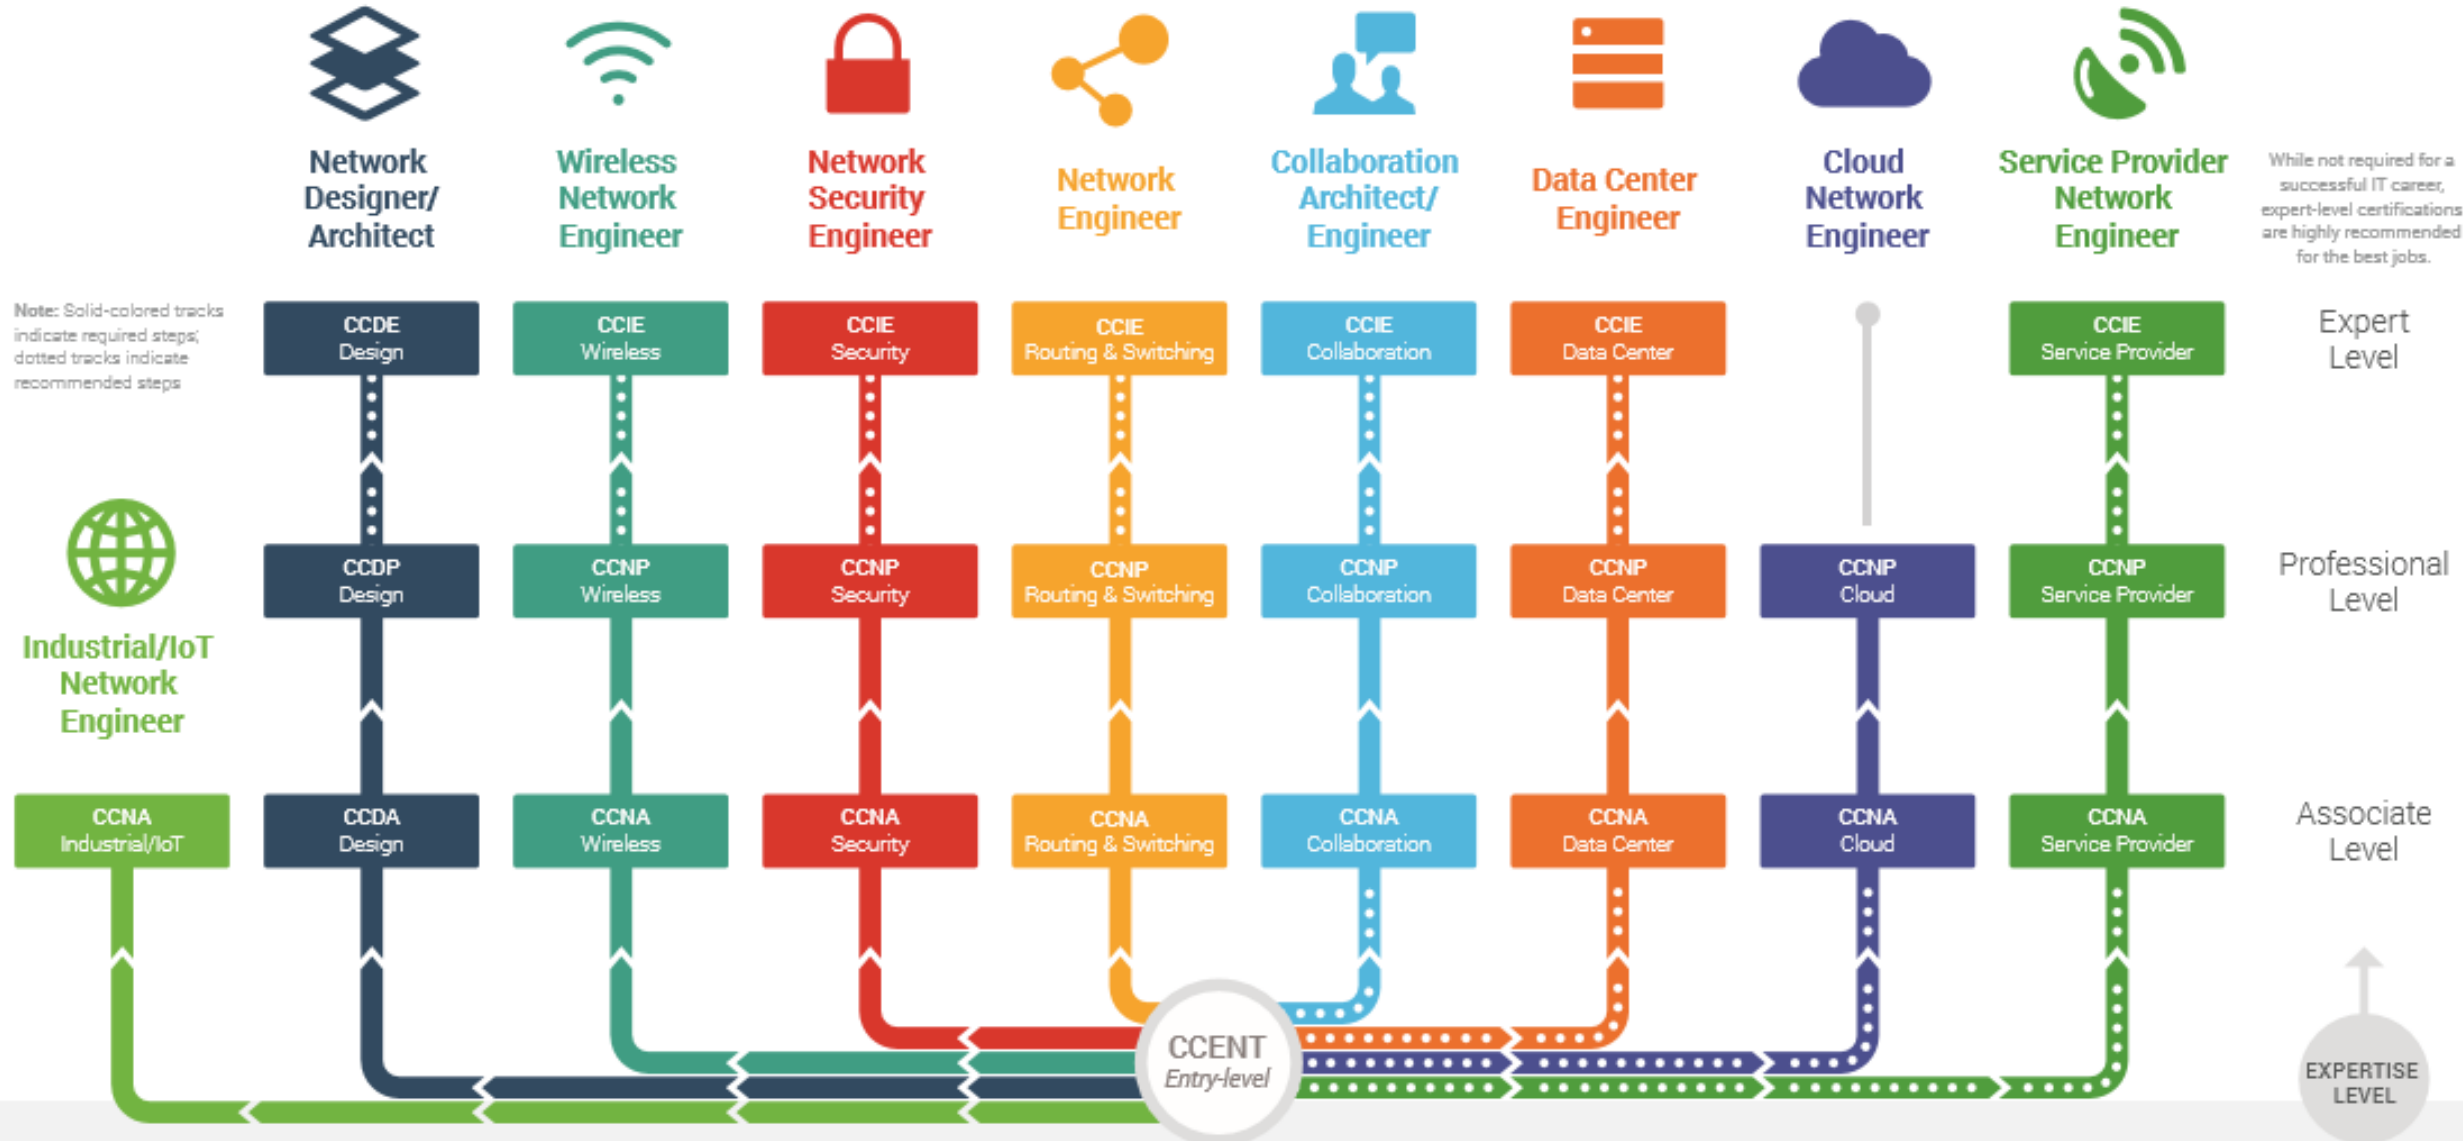 Network
Designer/
Architect
Wireless
Network
Engineer
Network
Security
Engineer
Network
Engineer
Collaboration
Architect/
Engineer
Data Center
Engineer
Cloud
Network
Engineer
Service Provider
Network
Engineer
While not required for a
successful IT career,
expert-level certifications
are highly recommended
for the best jobs.
Note: Solid-colored tracks
indicate required steps;
dotted tracks indicate
recommended steps
CCDE
Design
CCIE
Wireless
CCIE
Security
CCIE
Routing & Switching
CCIE
Collaboration
CCIE
Data Center
CCIE
Service Provider
Expert
Level
Industrial/IoT
Network
Engineer
CCDP
Design
CCNP
Wireless
CCNP
Security
CCNP
Routing & Switching
CCNP
Collaboration
CCNP
Data Center
CCNP
Cloud
CCNP
Service Provider
Professional
Level
CCNA
Industrial/IoT
CCDA
Design
CCNA
Wireless
CCNA
Security
CCNA
Routing & Switching
CCNA
Collaboration
CCNA
Data Center
CCNA
Cloud
CCNA
Service Provider
Associate
Level
CCENT
Entry-level
EXPERTISE
LEVEL